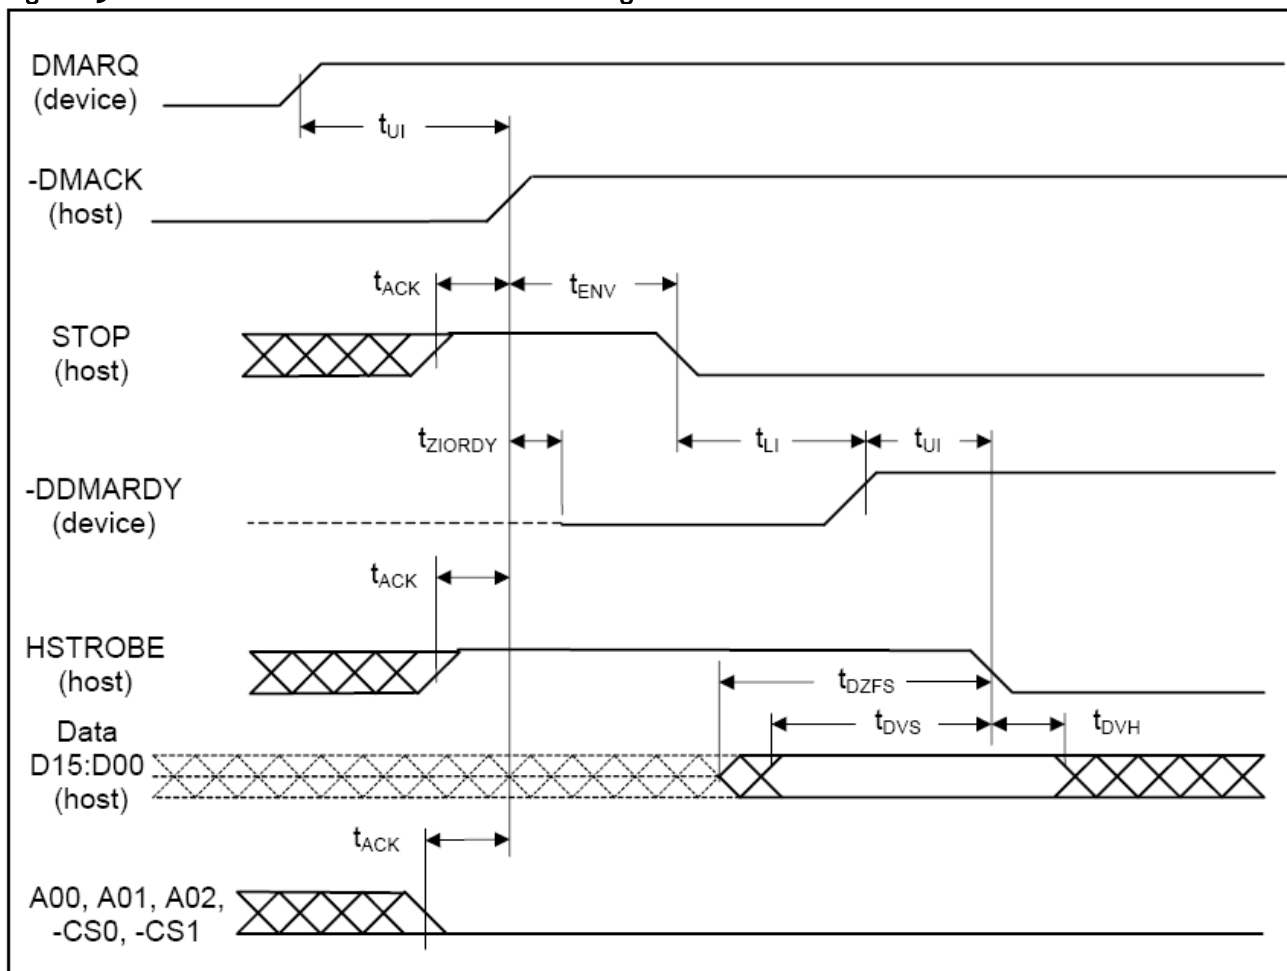 DMARQ
(device)
tUI
-DMACK
(host)
tACK
tENV
STOP
(host)
tZIORDY
tLI
tUI
-DDMARDY
(device)
tACK
HSTROBE
(host)
tDZFS
Data
tDVS
tDVH
D15:D00
(host)
tACK
A00, A01, A02,
-CS0, -CS1